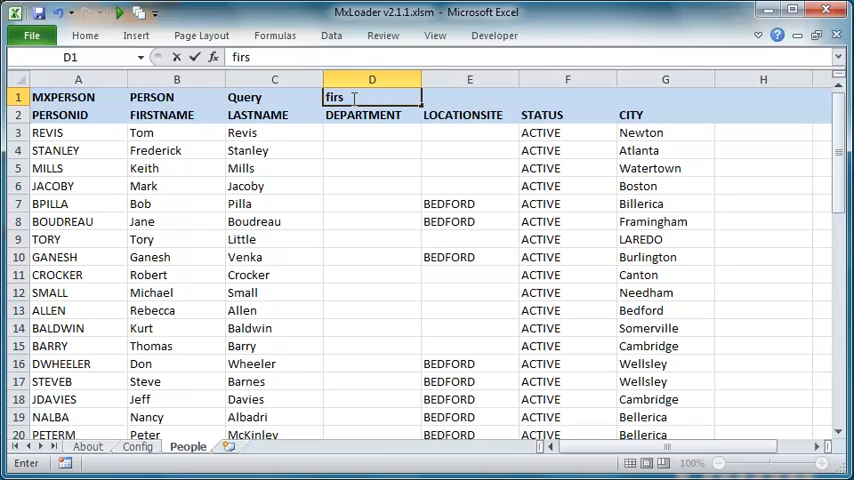 MxLoader v2.1.1.xlsm - Microsoft Excel
File Home Insert Page Layout Formulas Data Review View Developer
D1 fx firs
A B C D E F G H
1 MXPERSON PERSON Query firs
2 PERSONID FIRSTNAME LASTNAME DEPARTMENT LOCATIONSITE STATUS CITY
3 REVIS Tom Revis ACTIVE Newton
4 STANLEY Frederick Stanley ACTIVE Atlanta
5 MILLS Keith Mills ACTIVE Watertown
6 JACOBY Mark Jacoby ACTIVE Boston
7 BPILLA Bob Pilla BEDFORD ACTIVE Billerica
8 BOUDREAU Jane Boudreau BEDFORD ACTIVE Framingham
9 TORY Tory Little ACTIVE LAREDO
10 GANESH Ganesh Venka BEDFORD ACTIVE Burlington
11 CROCKER Robert Crocker ACTIVE Canton
12 SMALL Michael Small ACTIVE Needham
13 ALLEN Rebecca Allen ACTIVE Bedford
14 BALDWIN Kurt Baldwin ACTIVE Somerville
15 BARRY Thomas Barry ACTIVE Cambridge
16 DWHEELER Don Wheeler BEDFORD ACTIVE Wellsley
17 STEVEB Steve Barnes BEDFORD ACTIVE Wellsley
18 JDAVIES Jeff Davies BEDFORD ACTIVE Cambridge
19 NALBA Nancy Albadri BEDFORD ACTIVE Bellerica
20 PETERM Peter McKinley BEDFORD ACTIVE Bellerica
About Config People
Enter 100%